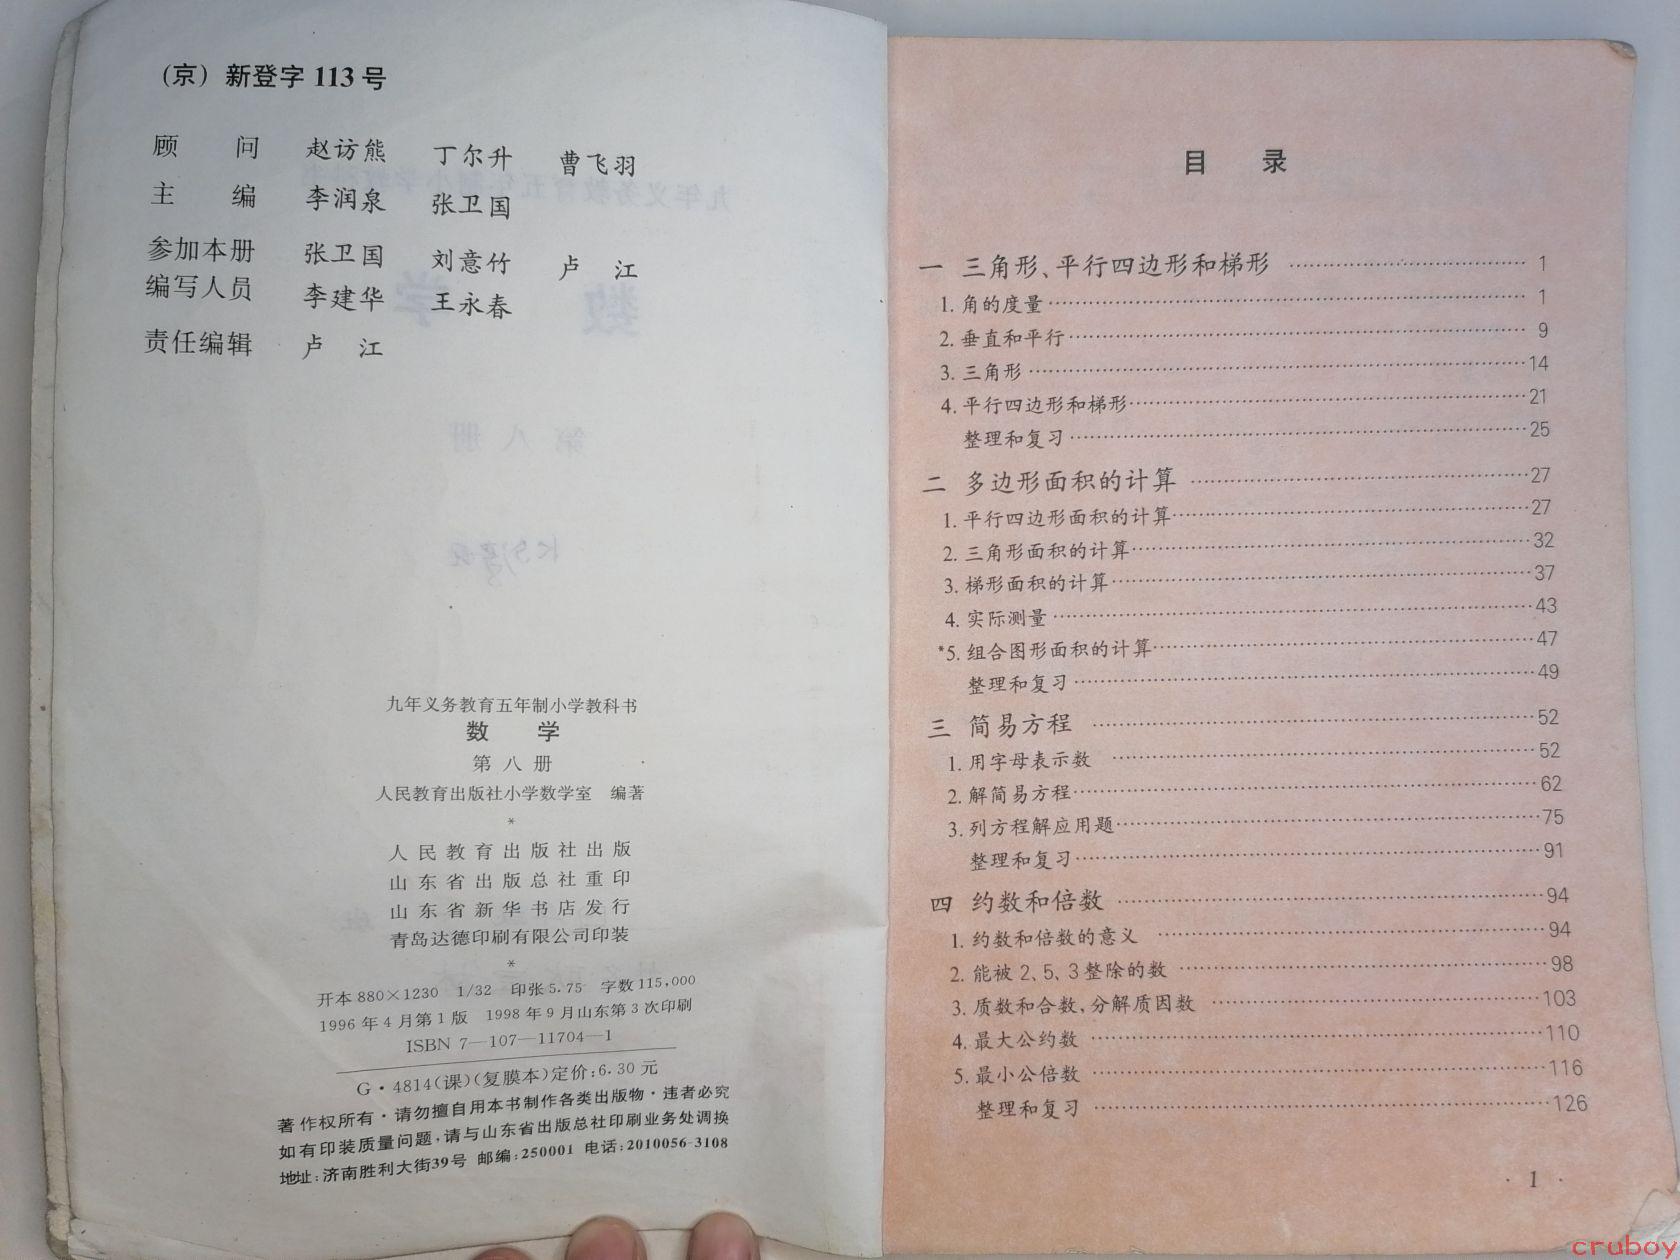 （京）新登字 113 号
顾 问 赵访熊 丁尔升 曹飞羽
主 编 李润泉 张卫国
参加本册 张卫国 刘意竹 卢 江
编写人员 李建华 王永春
责任编辑 卢 江
九年义务教育五年制小学教科书
数 学
第 八 册
人民教育出版社小学数学室 编著
*
人民教育出版社出版
山东省出版总社重印
山东省新华书店发行
青岛达德印刷有限公司印装
*
开本 880×1230 1/32 印张 5.75 字数 115,000
1996 年 4 月第 1 版 1998 年 9 月山东第 3 次印刷
ISBN 7—107—11704—1
G·4814(课)(复膜本)定价:6.30 元
著作权所有·请勿擅自用本书制作各类出版物·违者必究
如有印装质量问题,请与山东省出版总社印刷业务处调换
地址:济南胜利大街39号 邮编:250001 电话:2010056-3108
目 录
一 三角形、平行四边形和梯形 …… 1
1. 角的度量 …… 1
2. 垂直和平行 …… 9
3. 三角形 …… 14
4. 平行四边形和梯形 …… 21
整理和复习 …… 25
二 多边形面积的计算 …… 27
1. 平行四边形面积的计算 …… 27
2. 三角形面积的计算 …… 32
3. 梯形面积的计算 …… 37
4. 实际测量 …… 43
*5. 组合图形面积的计算 …… 47
整理和复习 …… 49
三 简易方程 …… 52
1. 用字母表示数 …… 52
2. 解简易方程 …… 62
3. 列方程解应用题 …… 75
整理和复习 …… 91
四 约数和倍数 …… 94
1. 约数和倍数的意义 …… 94
2. 能被 2、5、3 整除的数 …… 98
3. 质数和合数,分解质因数 …… 103
4. 最大公约数 …… 110
5. 最小公倍数 …… 116
整理和复习 …… 126
· 1 ·
cruboy